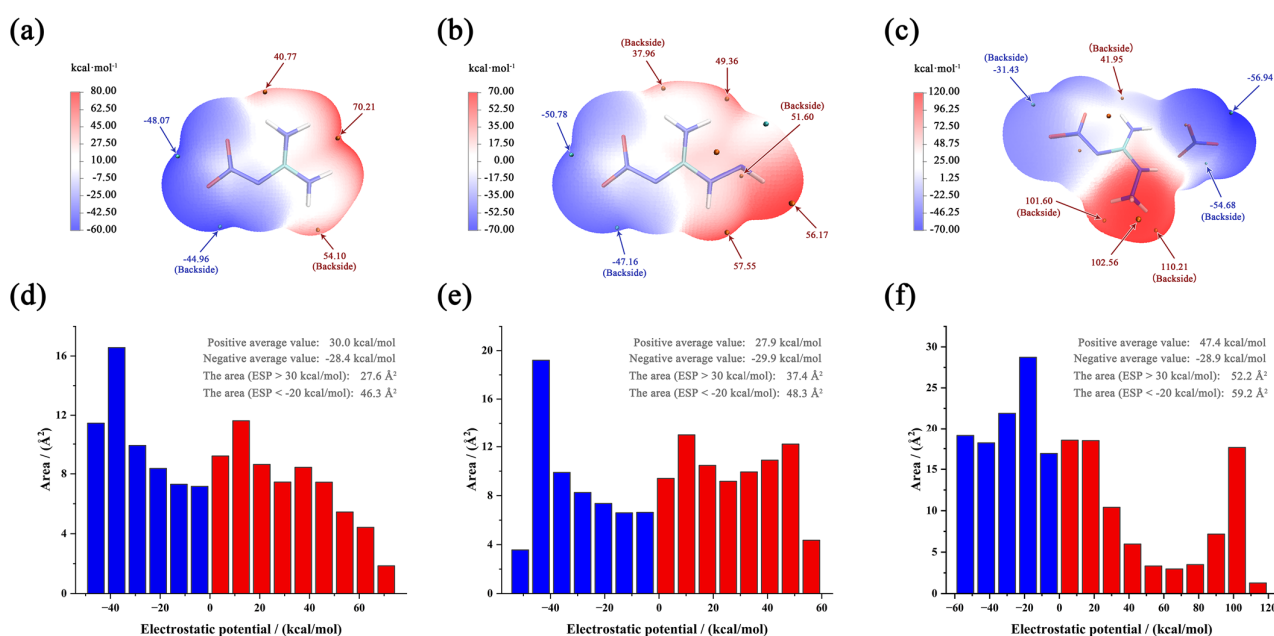 (a)
kcal·mol⁻¹
80.00
62.50
45.00
27.50
10.00
-7.50
-25.00
-42.50
-60.00
40.77
70.21
-48.07
-44.96
(Backside)
54.10
(Backside)
(b)
kcal·mol⁻¹
70.00
52.50
35.00
17.50
0.00
-17.50
-35.00
-52.50
-70.00
(Backside)
37.96
49.36
(Backside)
51.60
-50.78
-47.16
(Backside)
57.55
56.17
(c)
kcal·mol⁻¹
120.00
96.25
72.50
48.75
25.00
1.25
-22.50
-46.25
-70.00
(Backside)
-31.43
(Backside)
41.95
-56.94
-54.68
(Backside)
101.60
(Backside)
102.56
110.21
(Backside)
(d)
Positive average value: 30.0 kcal/mol
Negative average value: -28.4 kcal/mol
The area (ESP > 30 kcal/mol): 27.6 Å²
The area (ESP < -20 kcal/mol): 46.3 Å²
Area / (Å²)
16
12
8
4
0
−40
−20
0
20
40
60
Electrostatic potential / (kcal/mol)
(e)
Positive average value: 27.9 kcal/mol
Negative average value: -29.9 kcal/mol
The area (ESP > 30 kcal/mol): 37.4 Å²
The area (ESP < -20 kcal/mol): 48.3 Å²
Area / (Å²)
20
16
12
8
4
0
−40
−20
0
20
40
60
Electrostatic potential / (kcal/mol)
(f)
Positive average value: 47.4 kcal/mol
Negative average value: -28.9 kcal/mol
The area (ESP > 30 kcal/mol): 52.2 Å²
The area (ESP < -20 kcal/mol): 59.2 Å²
Area / (Å²)
30
25
20
15
10
5
0
−60
−40
−20
0
20
40
60
80
100
120
Electrostatic potential / (kcal/mol)